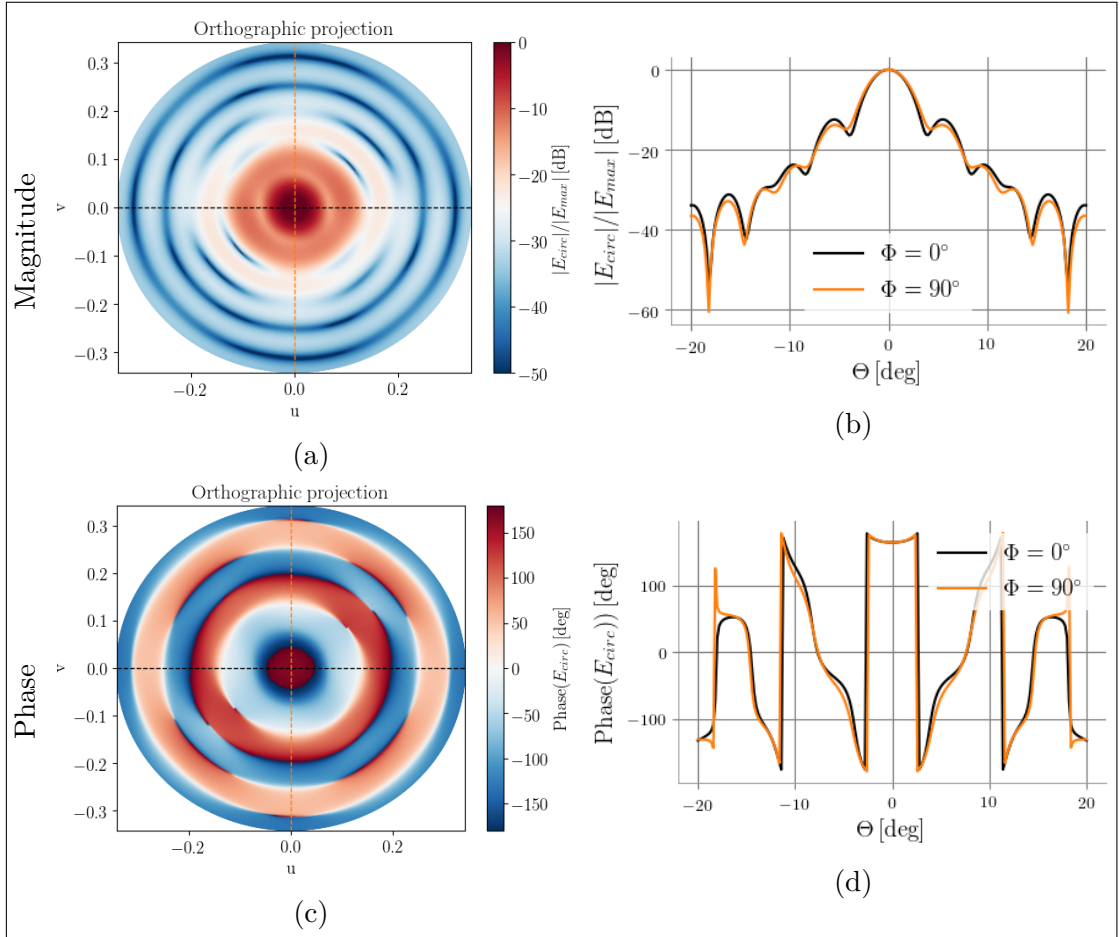 Magnitude
Orthographic projection
0.3
0.2
0.1
0.0
−0.1
−0.2
−0.3
v
−0.2
0.0
0.2
u
0
−10
−20
−30
−40
−50
|E_circ|/|E_max| [dB]
(a)
|E_circ|/|E_max| [dB]
0
−20
−40
−60
Φ = 0°
Φ = 90°
−20
−10
0
10
20
Θ [deg]
(b)
Phase
Orthographic projection
0.3
0.2
0.1
0.0
−0.1
−0.2
−0.3
v
−0.2
0.0
0.2
u
150
100
50
0
−50
−100
−150
Phase(E_circ) [deg]
(c)
Phase(E_circ)) [deg]
100
0
−100
Φ = 0°
Φ = 90°
−20
−10
0
10
20
Θ [deg]
(d)